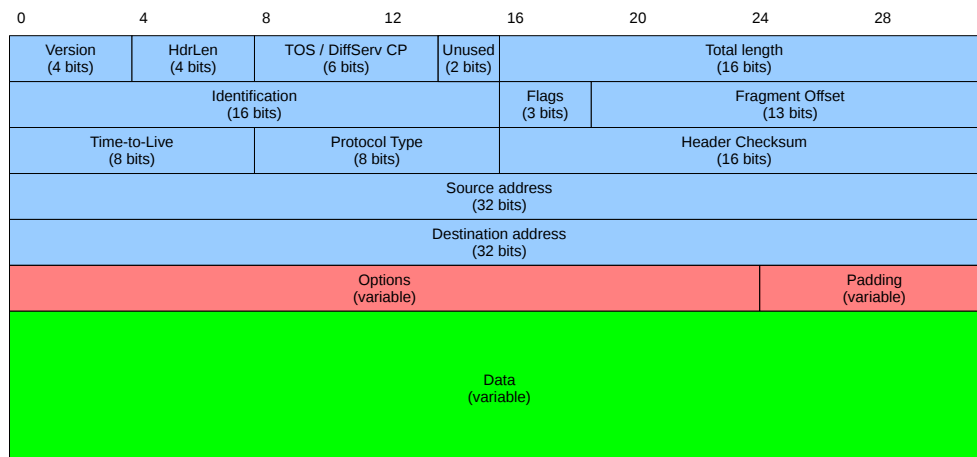 0 4 8 12 16 20 24 28
Version HdrLen TOS / DiffServ CP Unused Total length
(4 bits) (4 bits) (6 bits) (2 bits) (16 bits)
Identification Flags Fragment Offset
(16 bits) (3 bits) (13 bits)
Time-to-Live Protocol Type Header Checksum
(8 bits) (8 bits) (16 bits)
Source address
(32 bits)
Destination address
(32 bits)
Options Padding
(variable) (variable)
Data
(variable)